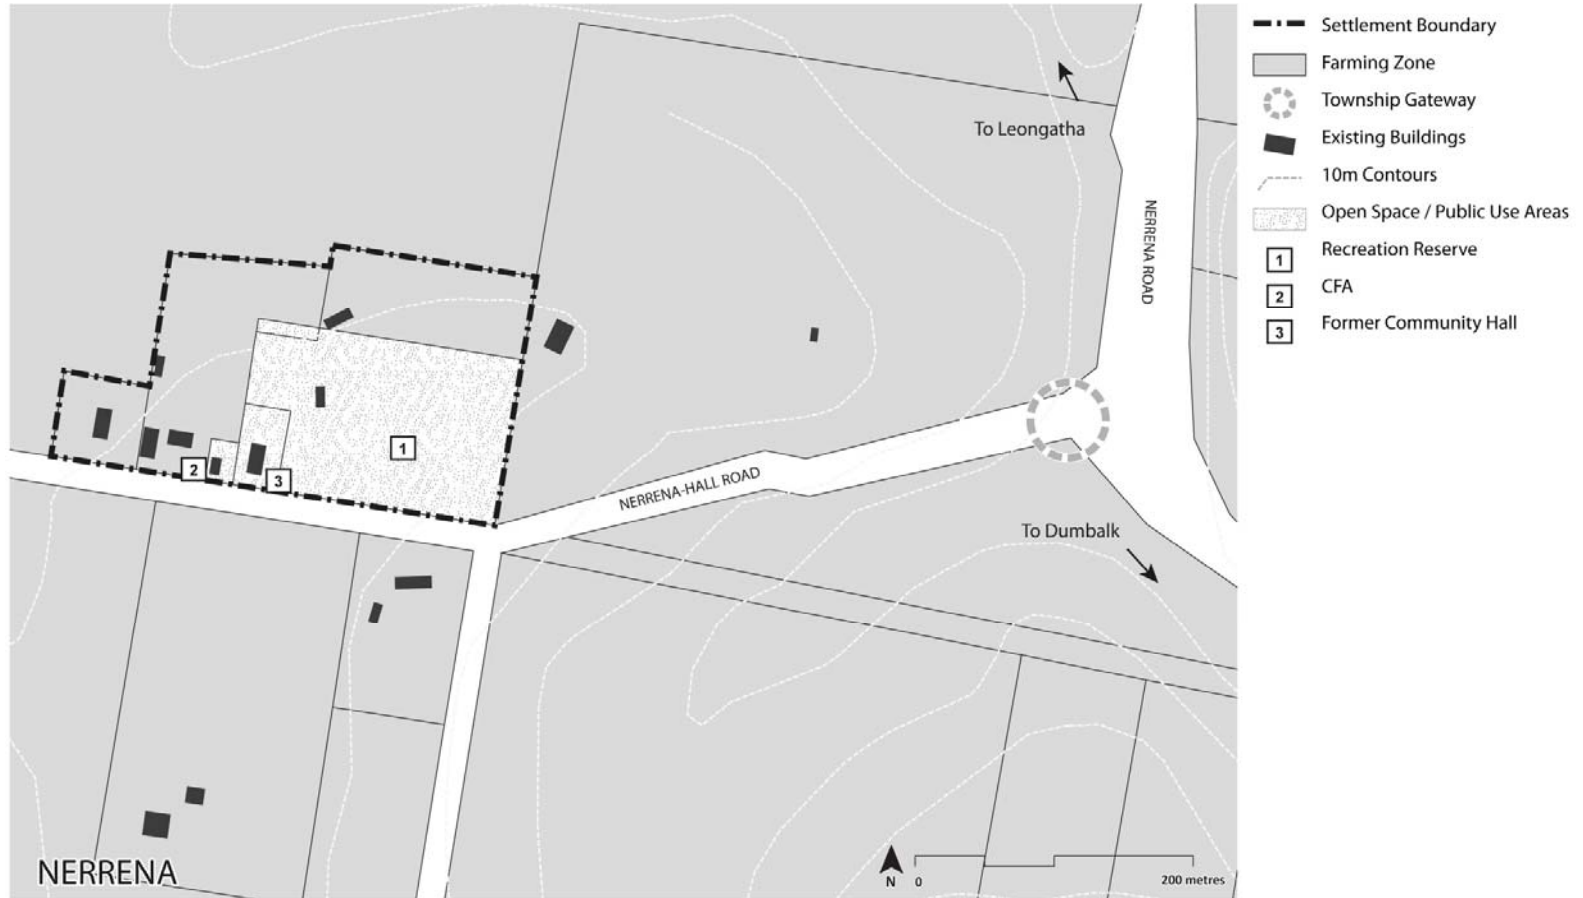 To Leongatha
NERRENA ROAD
1
2
3
NERRENA-HALL ROAD
To Dumbalk
NERRENA
N
0
200 metres
Settlement Boundary
Farming Zone
Township Gateway
Existing Buildings
10m Contours
Open Space / Public Use Areas
1 Recreation Reserve
2 CFA
3 Former Community Hall